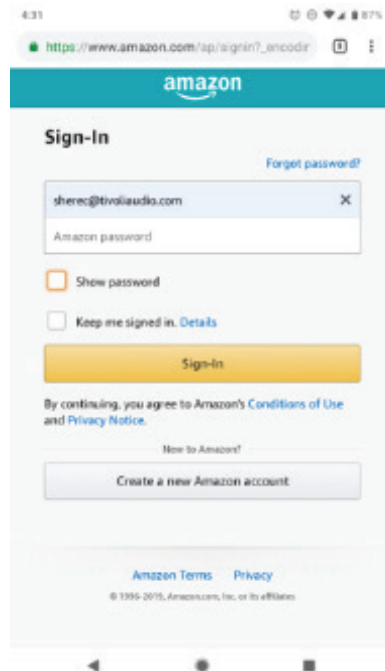 4:31 87%
https://www.amazon.com/ap/signin?_encodin
amazon
Sign-In
Forgot password?
sherec@tivoliaudio.com
Amazon password
Show password
Keep me signed in. Details
Sign-In
By continuing, you agree to Amazon's Conditions of Use
and Privacy Notice.
New to Amazon?
Create a new Amazon account
Amazon Terms Privacy
© 1996-2019, Amazon.com, Inc. or its affiliates